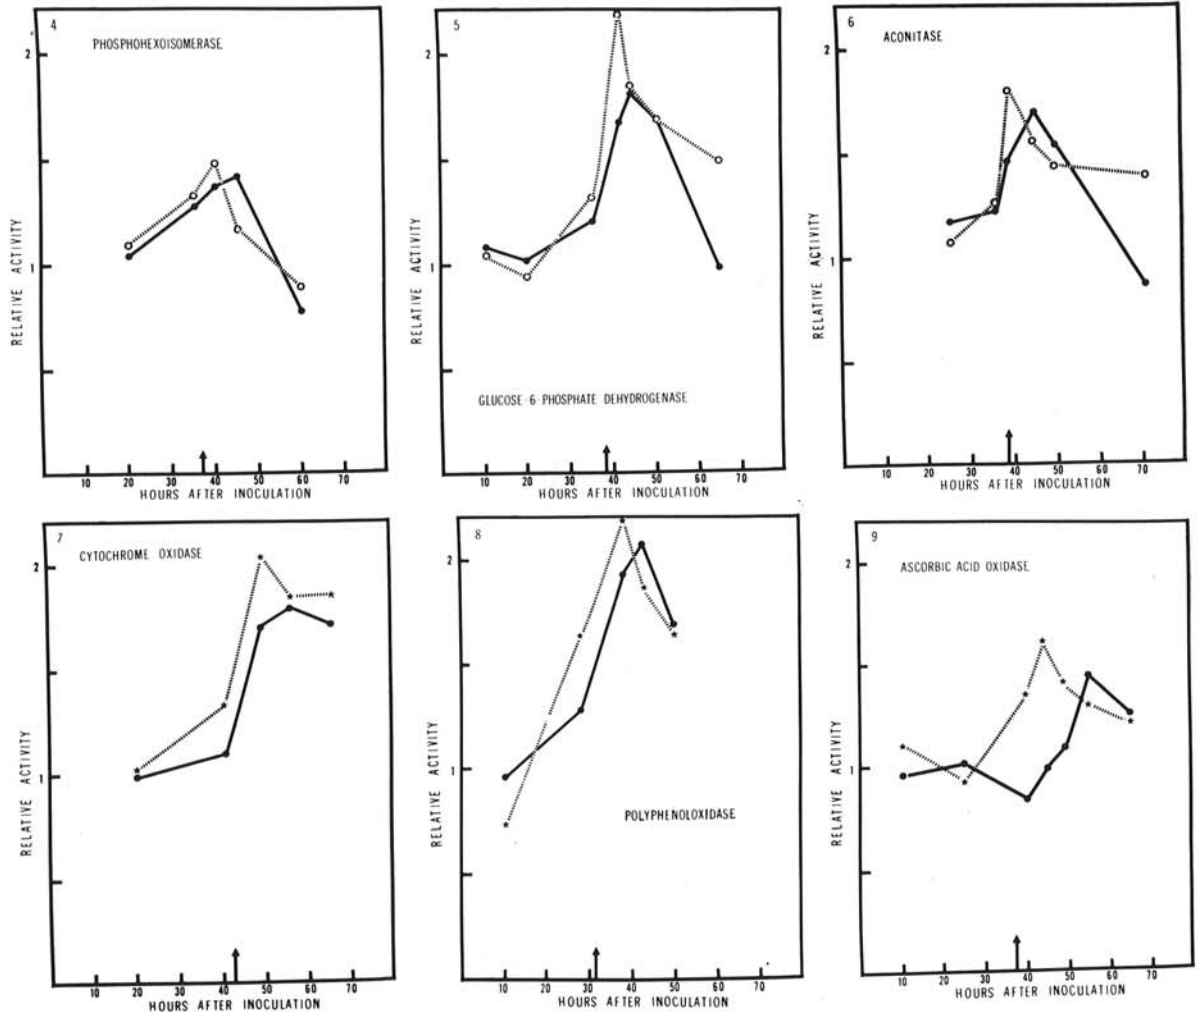 4
PHOSPHOHEXOISOMERASE
2
1
RELATIVE ACTIVITY
10 20 30 40 50 60 70
HOURS AFTER INOCULATION
5
2
1
RELATIVE ACTIVITY
GLUCOSE-6-PHOSPHATE DEHYDROGENASE
10 20 30 40 50 60 70
HOURS AFTER INOCULATION
6
ACONITASE
2
1
RELATIVE ACTIVITY
10 20 30 40 50 60 70
HOURS AFTER INOCULATION
7
CYTOCHROME OXIDASE
2
1
RELATIVE ACTIVITY
10 20 30 40 50 60 70
HOURS AFTER INOCULATION
8
2
1
RELATIVE ACTIVITY
POLYPHENOLOXIDASE
10 20 30 40 50 60 70
HOURS AFTER INOCULATION
9
ASCORBIC ACID OXIDASE
2
1
RELATIVE ACTIVITY
10 20 30 40 50 60 70
HOURS AFTER INOCULATION